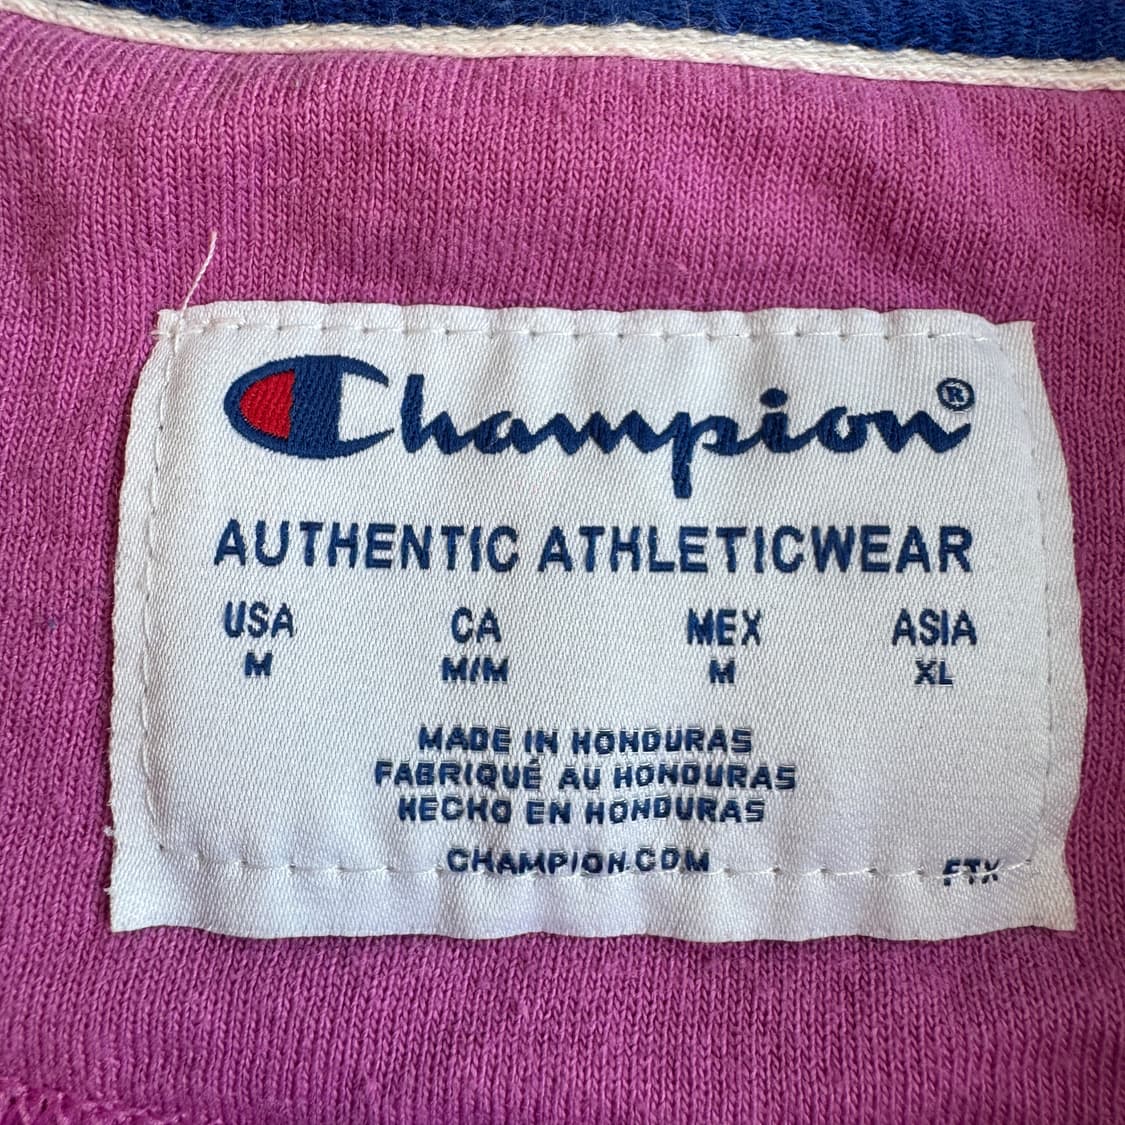 Champion®
AUTHENTIC ATHLETICWEAR
USA CA MEX ASIA
M M/M M XL
MADE IN HONDURAS
FABRIQUÉ AU HONDURAS
HECHO EN HONDURAS
CHAMPION.COM
FTX